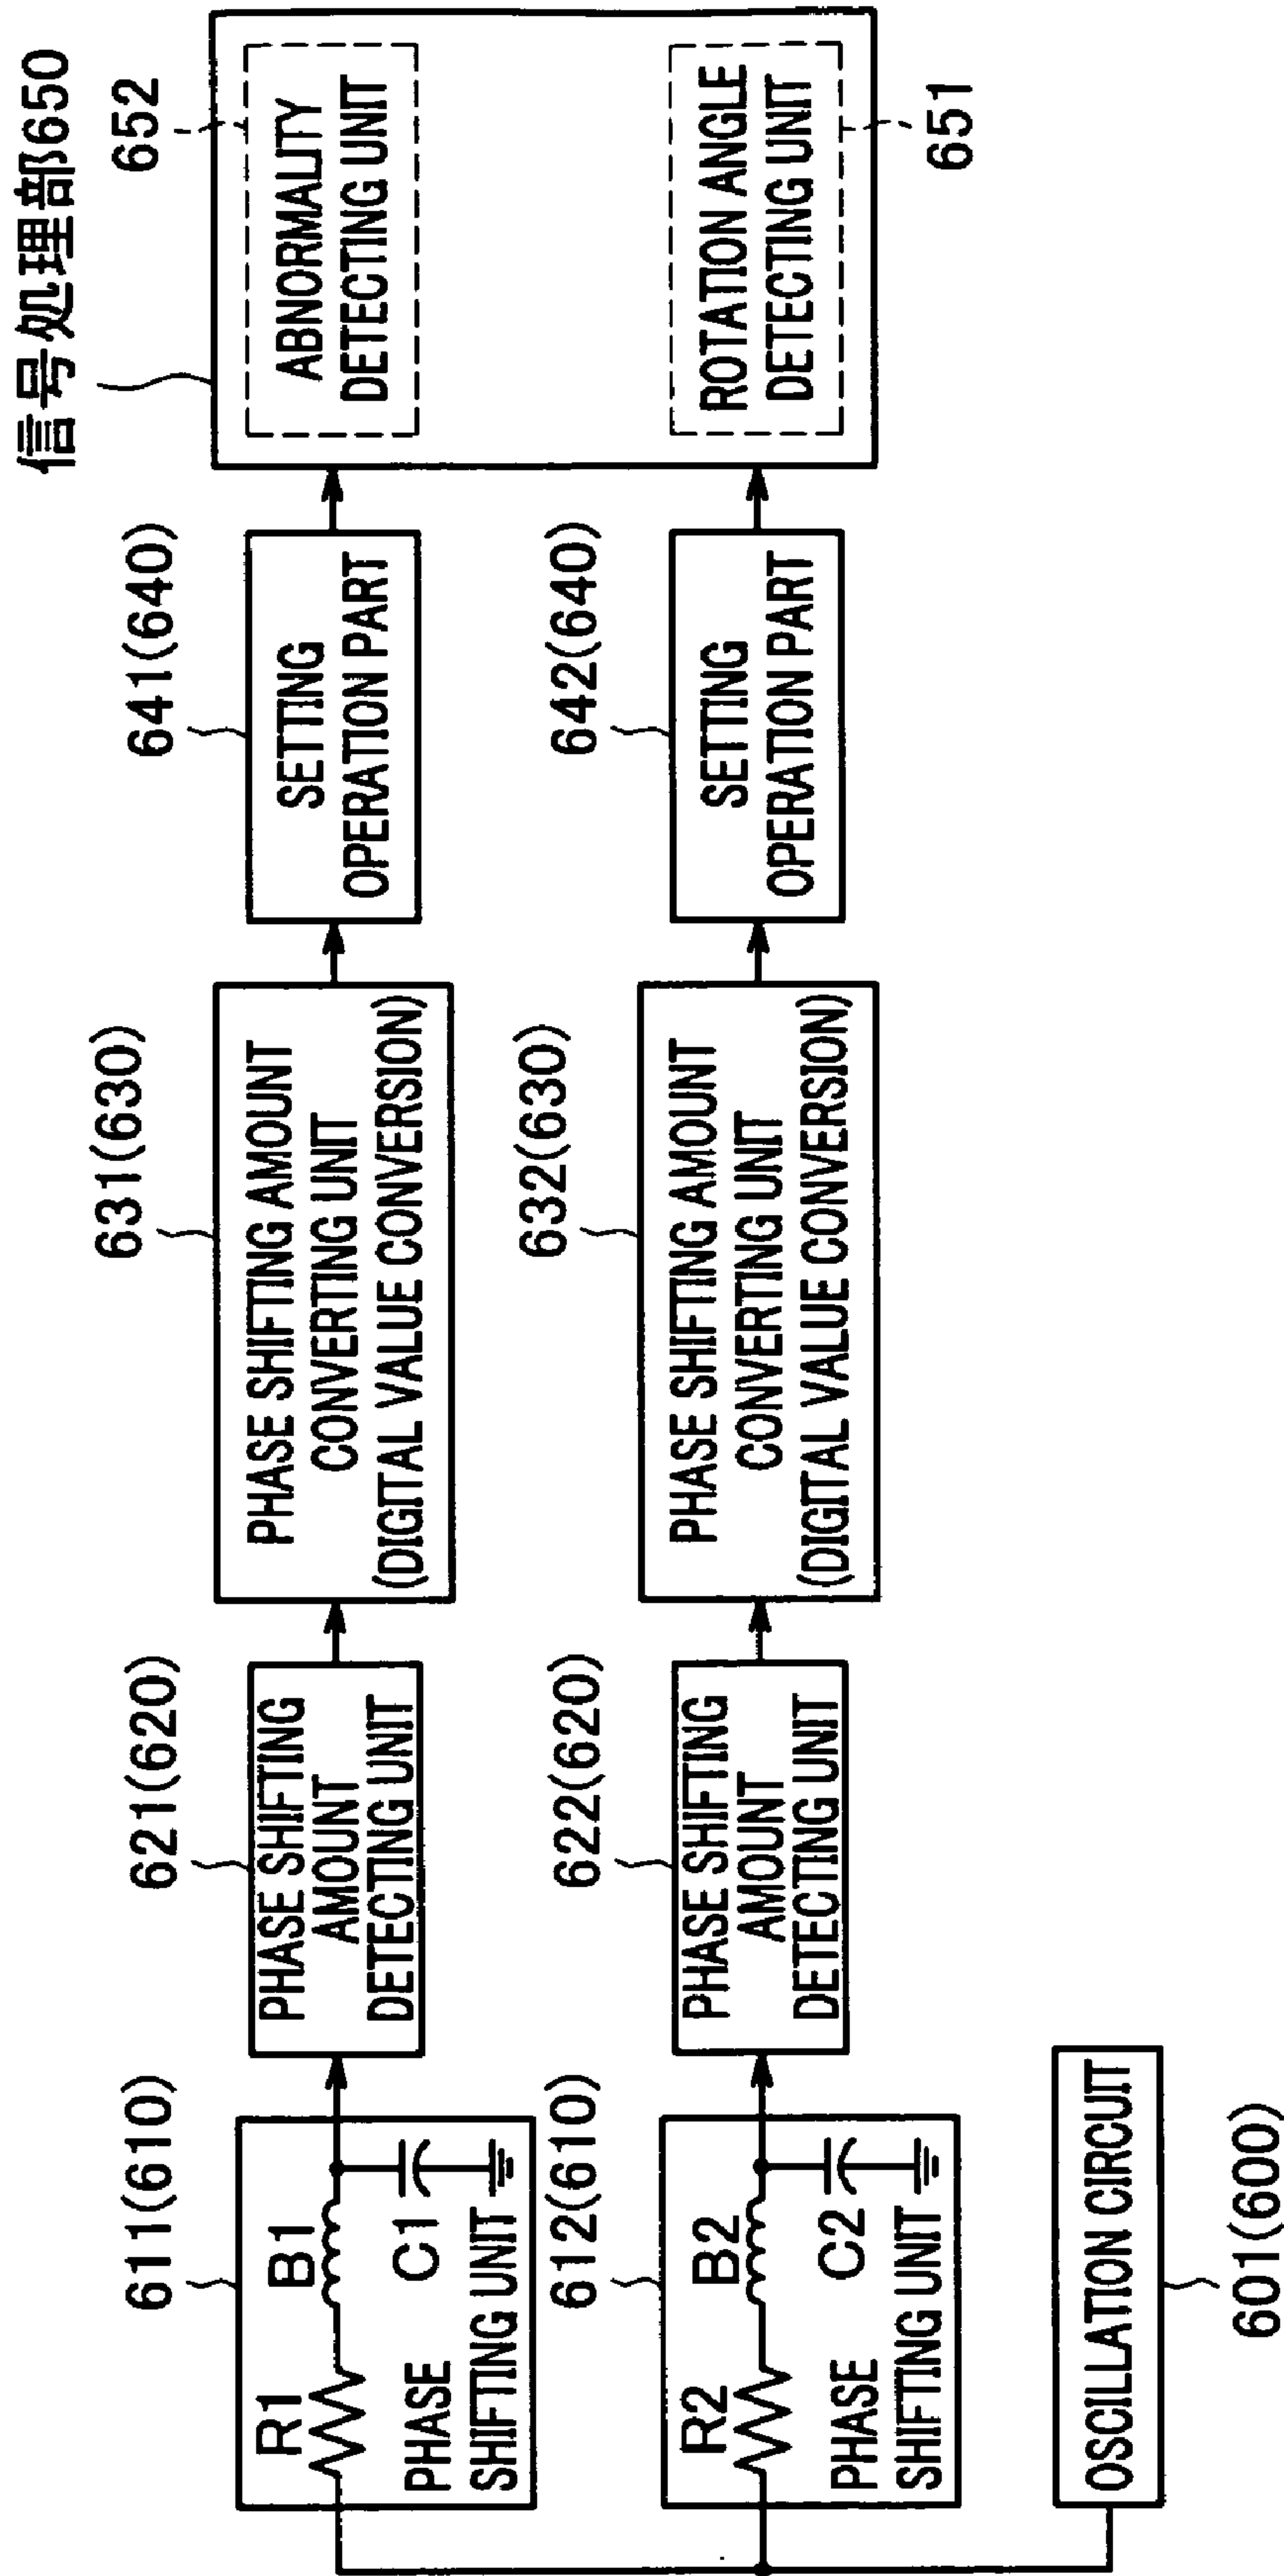 611(610)
R1
B1
C1
PHASE
SHIFTING UNIT
621(620)
PHASE SHIFTING
AMOUNT
DETECTING UNIT
631(630)
PHASE SHIFTING AMOUNT
CONVERTING UNIT
(DIGITAL VALUE CONVERSION)
641(640)
SETTING
OPERATION PART
信号処理部650
652
ABNORMALITY
DETECTING UNIT
612(610)
R2
B2
C2
PHASE
SHIFTING UNIT
622(620)
PHASE SHIFTING
AMOUNT
DETECTING UNIT
632(630)
PHASE SHIFTING AMOUNT
CONVERTING UNIT
(DIGITAL VALUE CONVERSION)
642(640)
SETTING
OPERATION PART
ROTATION ANGLE
DETECTING UNIT
651
OSCILLATION CIRCUIT
601(600)